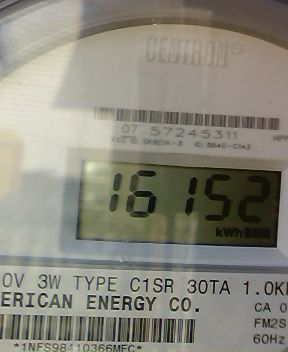 CENTRON
07 57245311
16152
kWh
0V 3W TYPE C1SR 30TA 1.0K
ERICAN ENERGY CO.
CA 0
FM2S
60Hz